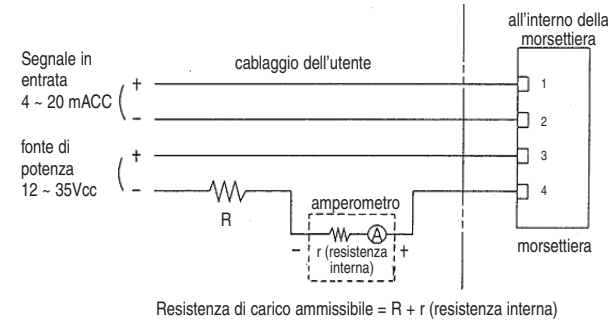 all'interno della
morsettiera
Segnale in
entrata
4 ~ 20 mACC
+
−
cablaggio dell'utente
1
2
fonte di
potenza
12 ~ 35Vcc
+
−
3
4
R
amperometro
A
−
+
r (resistenza
interna)
morsettiera
Resistenza di carico ammissibile = R + r (resistenza interna)